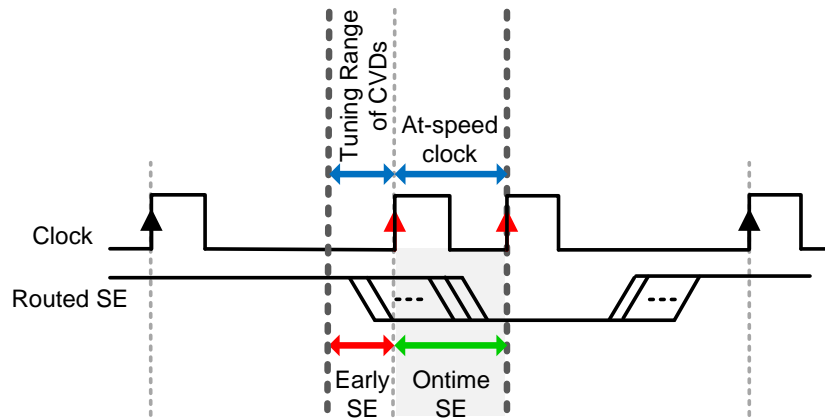 Tuning Range
of CVDs
At-speed
clock
Clock
Routed SE
Early
SE
Ontime
SE